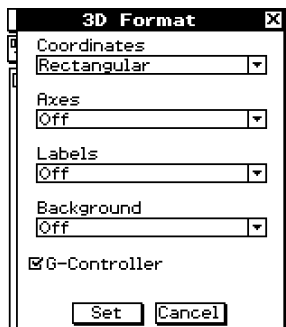 3D Format
Coordinates
Rectangular
Axes
Off
Labels
Off
Background
Off
G-Controller
Set Cancel